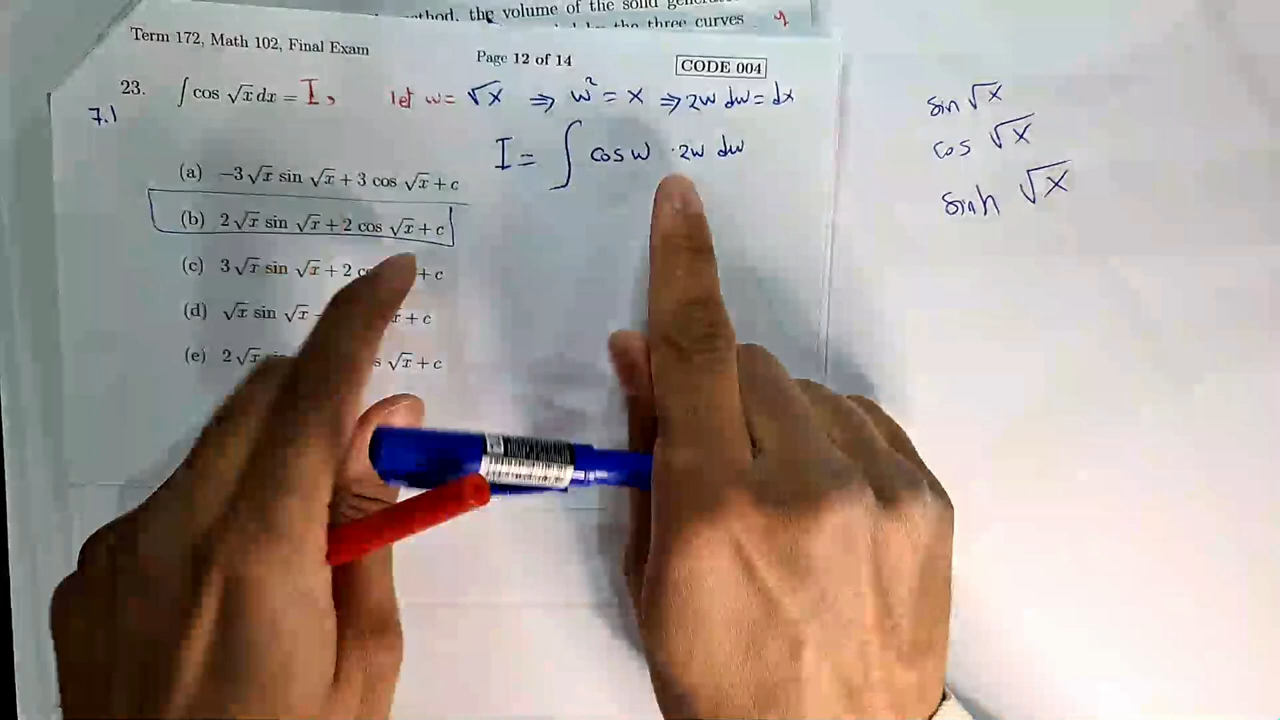 method, the volume of the solid
the three curves
Term 172, Math 102, Final Exam Page 12 of 14 CODE 004
23. ∫ cos √x dx = I, let w = √x ⇒ w² = x ⇒ 2w dw = dx
7.1
I = ∫ cos w · 2w dw
(a) −3√x sin √x + 3 cos √x + c
(b) 2√x sin √x + 2 cos √x + c
(c) 3√x sin √x + 2 + c
(d) √x sin √x + c
(e) 2√x √x + c
sin √x
cos √x
sinh √x